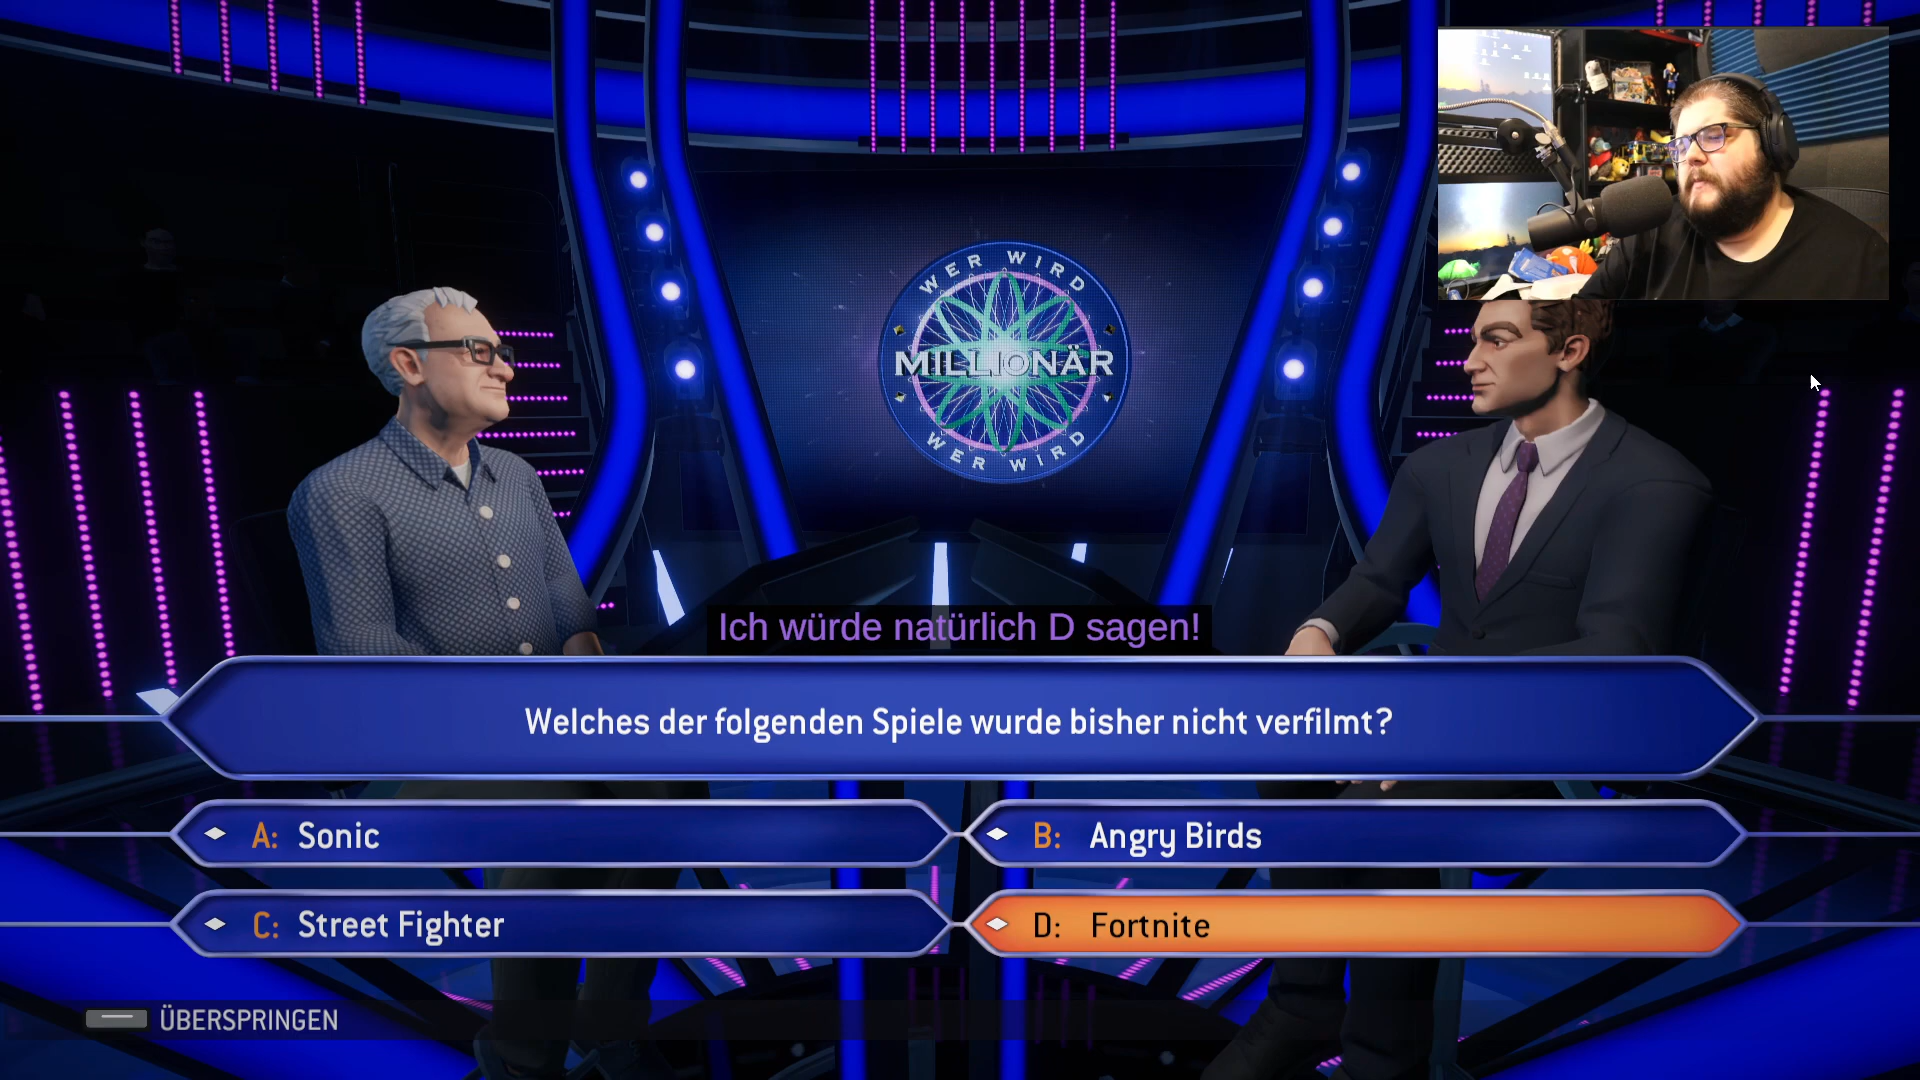 WER WIRD
MILLIONÄR
WER WIRD
Ich würde natürlich D sagen!
Welches der folgenden Spiele wurde bisher nicht verfilmt?
A: Sonic
B: Angry Birds
C: Street Fighter
D: Fortnite
ÜBERSPRINGEN